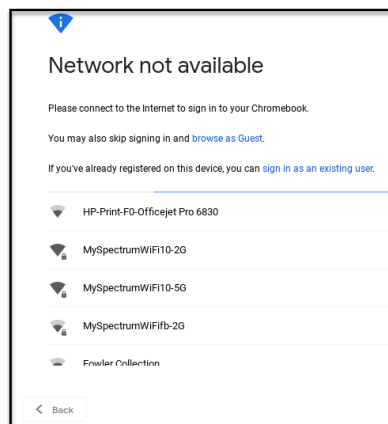 Network not available
Please connect to the Internet to sign in to your Chromebook.
You may also skip signing in and browse as Guest.
If you've already registered on this device, you can sign in as an existing user.
HP-Print-F0-Officejet Pro 6830
MySpectrumWiFi10-2G
MySpectrumWiFi10-5G
MySpectrumWiFifb-2G
Fowler Collection
Back